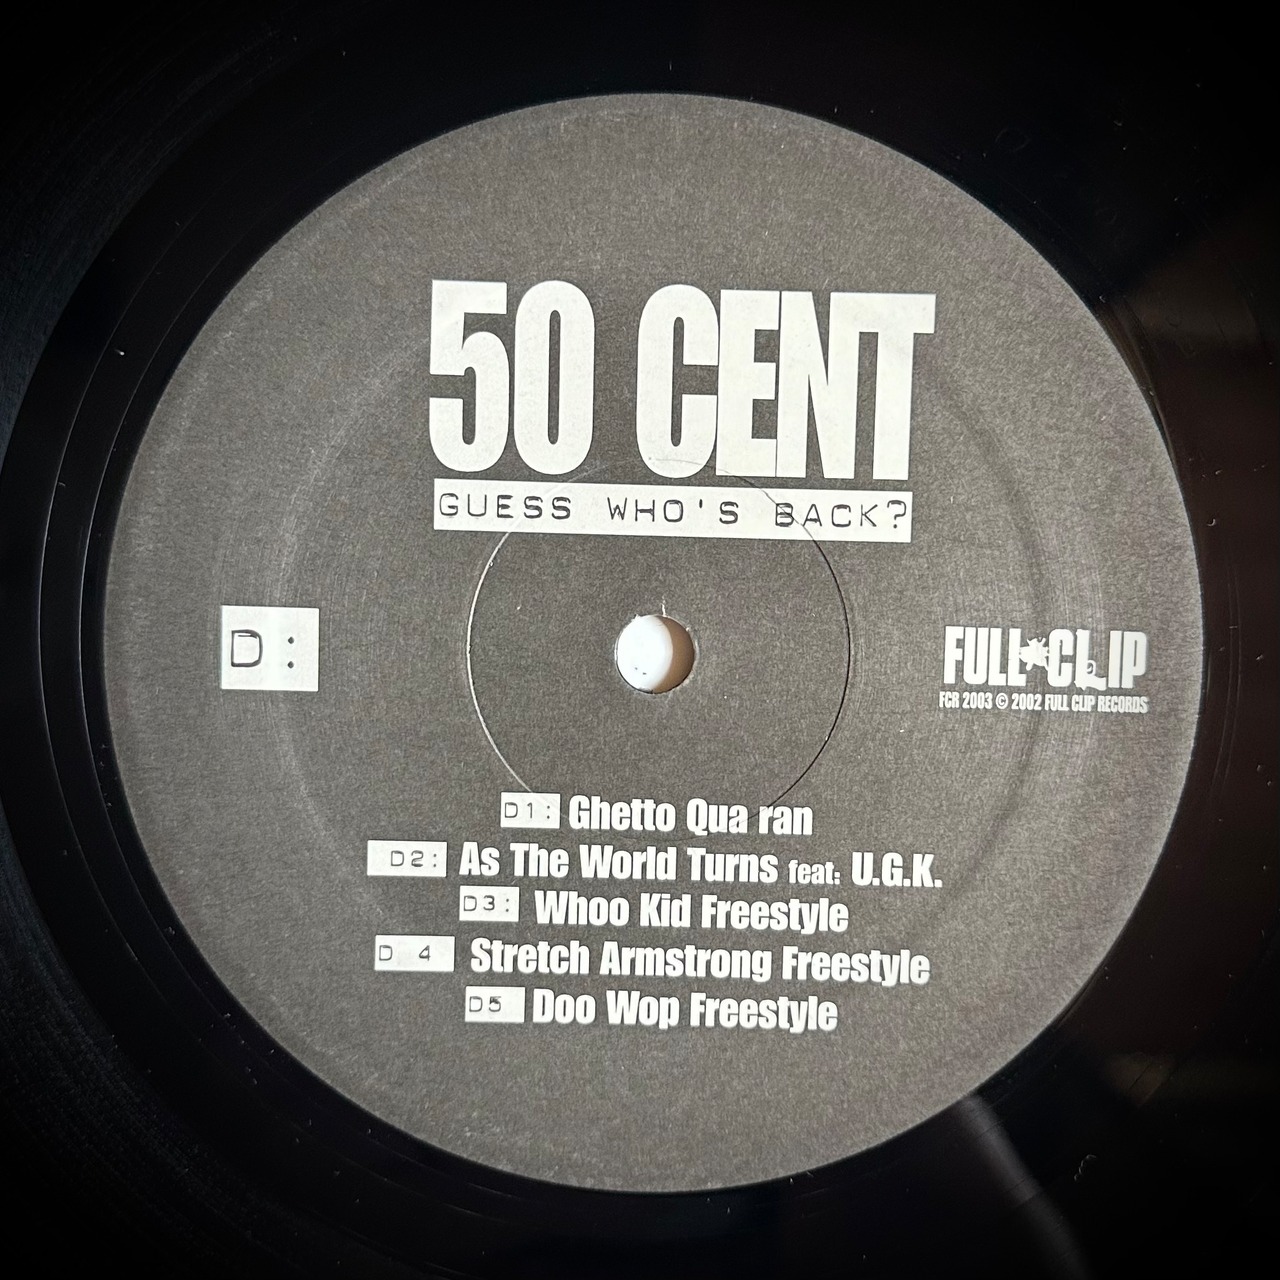 50 CENT
GUESS WHO'S BACK?
D:
FULL CLIP
FCR 2003 © 2002 FULL CLIP RECORDS
D1: Ghetto Qua ran
D2: As The World Turns feat: U.G.K.
D3: Whoo Kid Freestyle
D 4 Stretch Armstrong Freestyle
D5 Doo Wop Freestyle